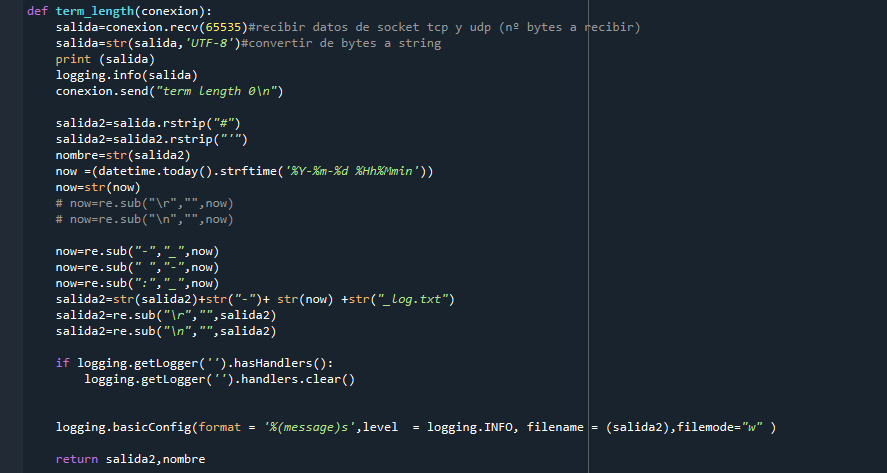 def term_length(conexion):
    salida=conexion.recv(65535)#recibir datos de socket tcp y udp (nº bytes a recibir)
    salida=str(salida,'UTF-8')#convertir de bytes a string
    print (salida)
    logging.info(salida)
    conexion.send("term length 0\n")
    salida2=salida.rstrip("#")
    salida2=salida2.rstrip("'")
    nombre=str(salida2)
    now =(datetime.today().strftime('%Y-%m-%d %Hh%Mmin'))
    now=str(now)
    # now=re.sub("\r","",now)
    # now=re.sub("\n","",now)
    now=re.sub("-","_",now)
    now=re.sub(" ","-",now)
    now=re.sub(":","_",now)
    salida2=str(salida2)+str("-")+ str(now) +str("_log.txt")
    salida2=re.sub("\r","",salida2)
    salida2=re.sub("\n","",salida2)
    if logging.getLogger('').hasHandlers():
        logging.getLogger('').handlers.clear()
    logging.basicConfig(format = '%(message)s',level  = logging.INFO, filename = (salida2),filemode="w" )
    return salida2,nombre